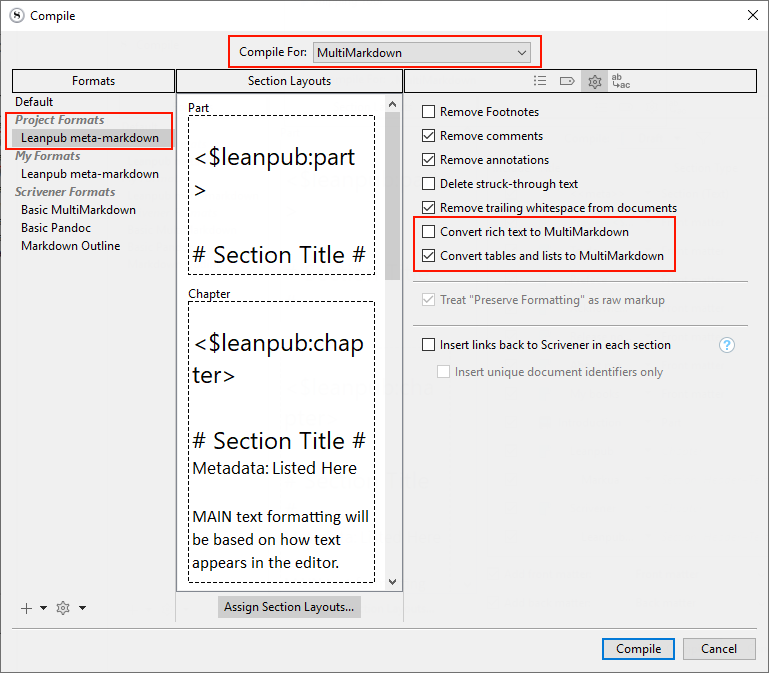 Compile
Compile For: MultiMarkdown
Formats
Section Layouts
ab
ac
Default
Project Formats
Leanpub meta-markdown
My Formats
Leanpub meta-markdown
Scrivener Formats
Basic MultiMarkdown
Basic Pandoc
Markdown Outline
Part
<$leanpub:part
>
# Section Title #
Chapter
<$leanpub:chap
ter>
# Section Title #
Metadata: Listed Here
MAIN text formatting will
be based on how text
appears in the editor.
Assign Section Layouts...
Remove Footnotes
Remove comments
Remove annotations
Delete struck-through text
Remove trailing whitespace from documents
Convert rich text to MultiMarkdown
Convert tables and lists to MultiMarkdown
Treat "Preserve Formatting" as raw markup
Insert links back to Scrivener in each section
?
Insert unique document identifiers only
Compile
Cancel